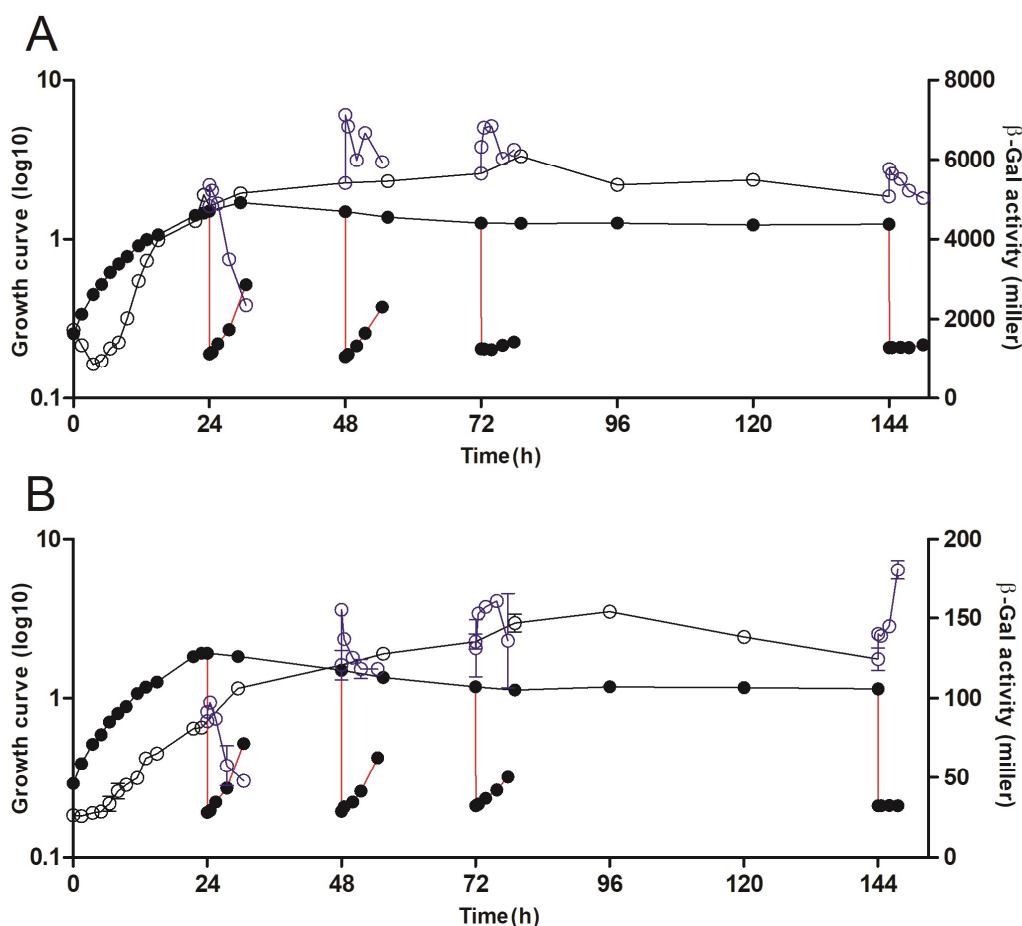 A
10
1
0.1
Growth curve (log10)
8000
6000
4000
2000
0
β-Gal activity (miller)
0 24 48 72 96 120 144
Time (h)
B
10
1
0.1
Growth curve (log10)
200
150
100
50
0
β-Gal activity (miller)
0 24 48 72 96 120 144
Time (h)